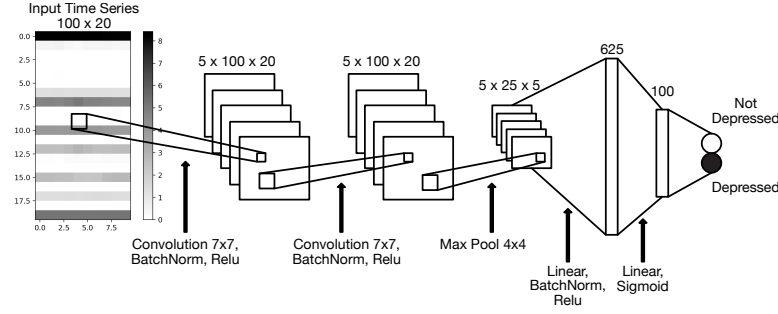 Input Time Series
100 x 20
0.0
2.5
5.0
7.5
10.0
12.5
15.0
17.5
0.0
2.5
5.0
7.5
8
7
6
5
4
3
2
1
0
5 x 100 x 20
5 x 100 x 20
5 x 25 x 5
625
100
Not
Depressed
Depressed
Convolution 7x7,
BatchNorm, Relu
Convolution 7x7,
BatchNorm, Relu
Max Pool 4x4
Linear,
BatchNorm,
Relu
Linear,
Sigmoid